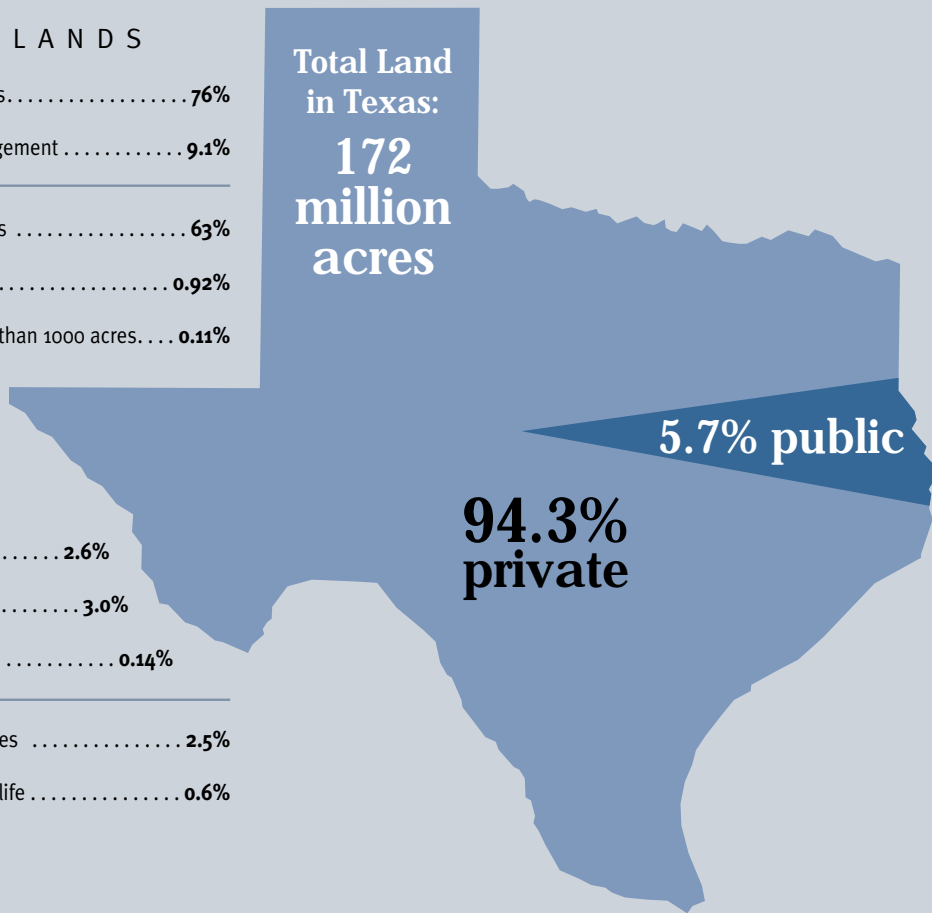 LANDS
s.................. 76%
gement ............ 9.1%
s ................. 63%
.................. 0.92%
than 1000 acres.... 0.11%
Total Land
in Texas:
172
million
acres
5.7% public
94.3%
private
...... 2.6%
........ 3.0%
........... 0.14%
es ............... 2.5%
life ............... 0.6%